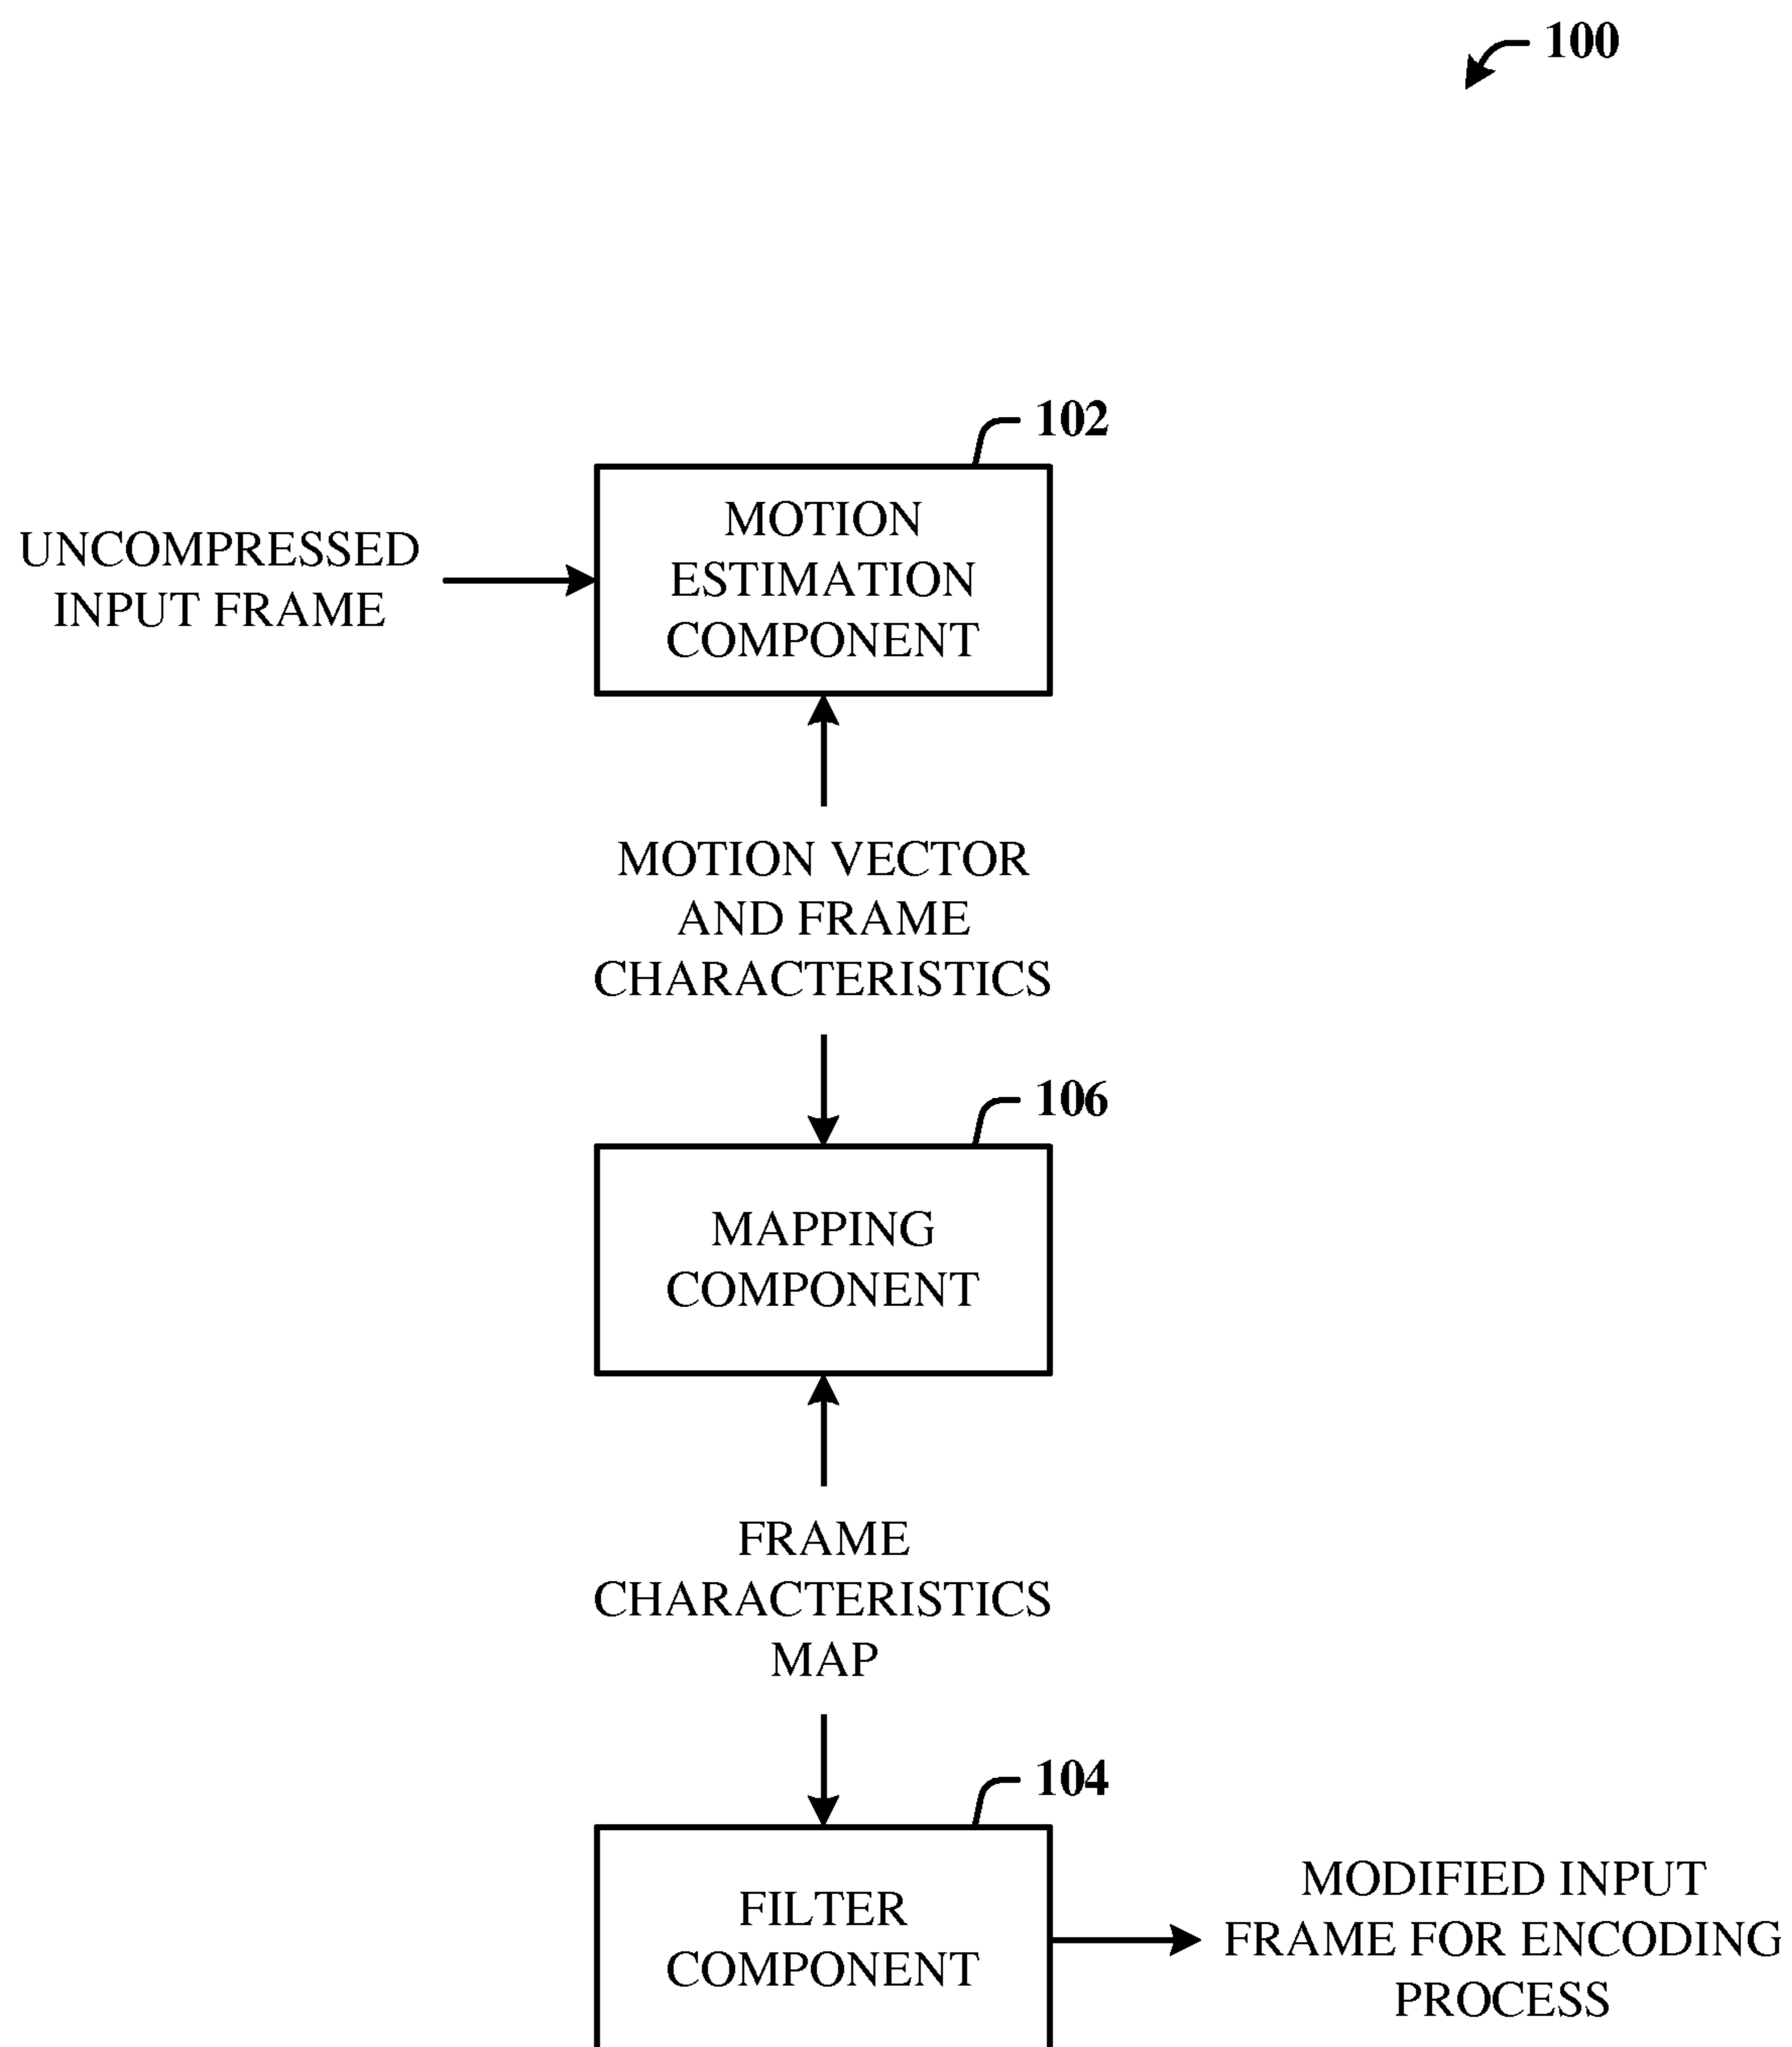 100
102
UNCOMPRESSED
INPUT FRAME
MOTION
ESTIMATION
COMPONENT
MOTION VECTOR
AND FRAME
CHARACTERISTICS
106
MAPPING
COMPONENT
FRAME
CHARACTERISTICS
MAP
104
FILTER
COMPONENT
MODIFIED INPUT
FRAME FOR ENCODING
PROCESS